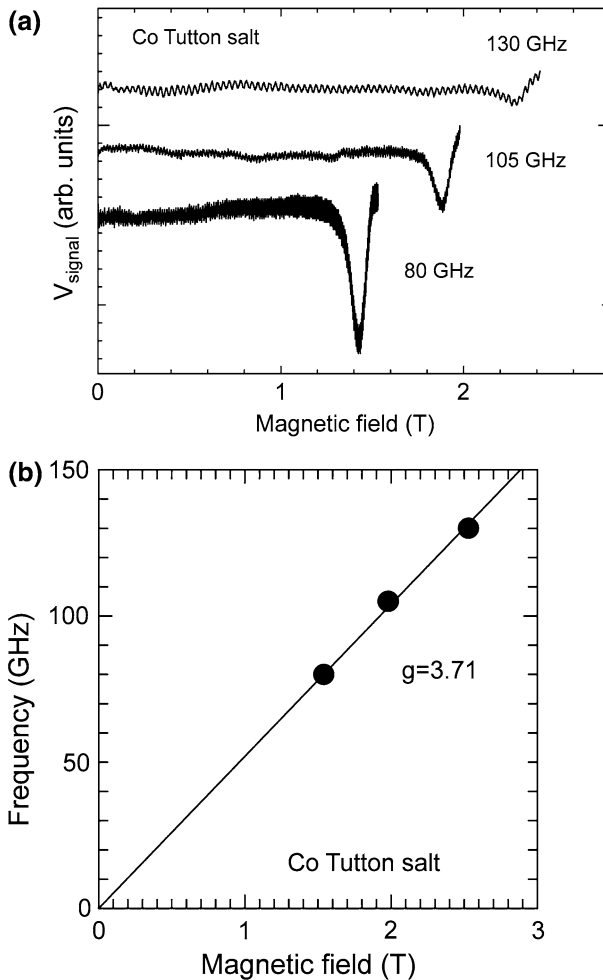 (a)
Co Tutton salt
130 GHz
105 GHz
80 GHz
V_signal (arb. units)
0 1 2
Magnetic field (T)
(b)
150
100
50
0
Frequency (GHz)
g=3.71
Co Tutton salt
0 1 2 3
Magnetic field (T)